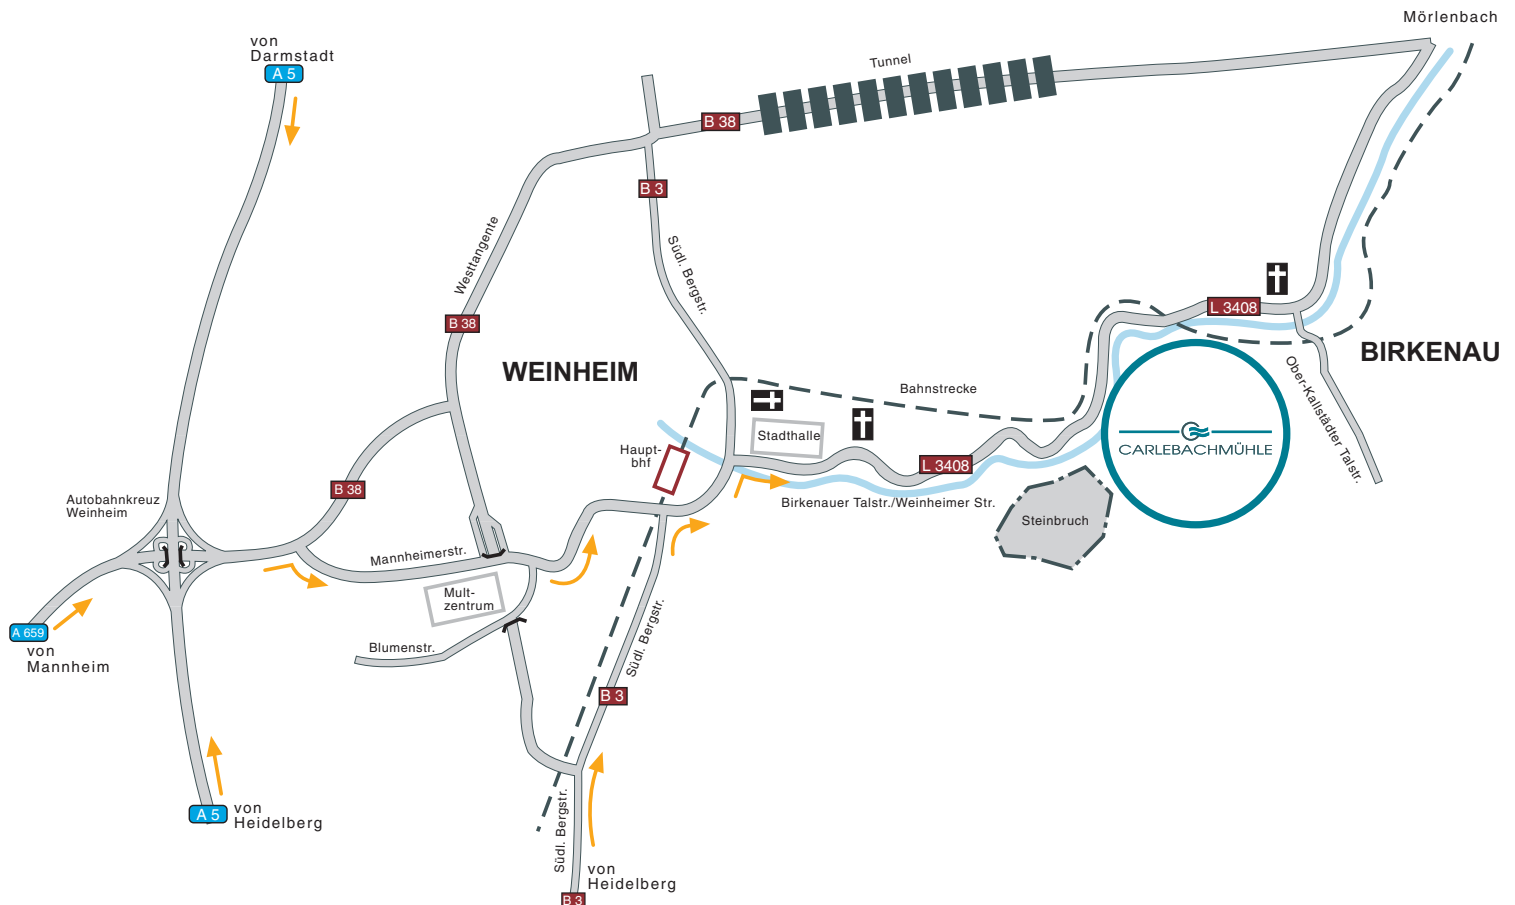 Mörlenbach
von
Darmstadt
A 5
Tunnel
B 38
B 3
Südl. Bergstr.
Westtangente
B 38
L 3408
WEINHEIM
BIRKENAU
Bahnstrecke
Ober-Kallstädter Talstr.
Stadthalle
Haupt-
bhf
CARLEBACHMÜHLE
L 3408
B 38
Birkenauer Talstr./Weinheimer Str.
Autobahnkreuz
Weinheim
Steinbruch
Mannheimerstr.
Mult-
zentrum
A 659
von
Mannheim
Blumenstr.
Südl. Bergstr.
B 3
A 5
von
Heidelberg
Südl. Bergstr.
von
Heidelberg
B 3